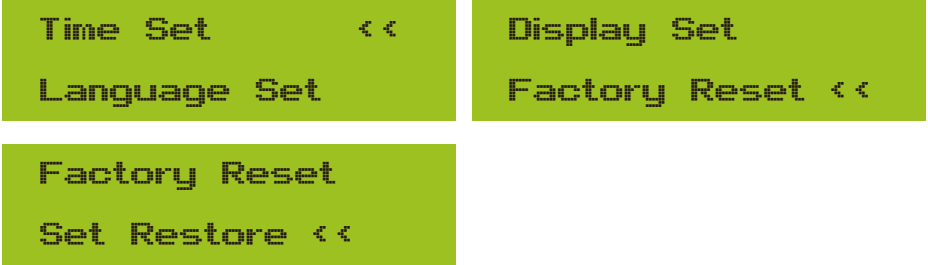 Time Set <<
Language Set
Display Set
Factory Reset <<
Factory Reset
Set Restore <<